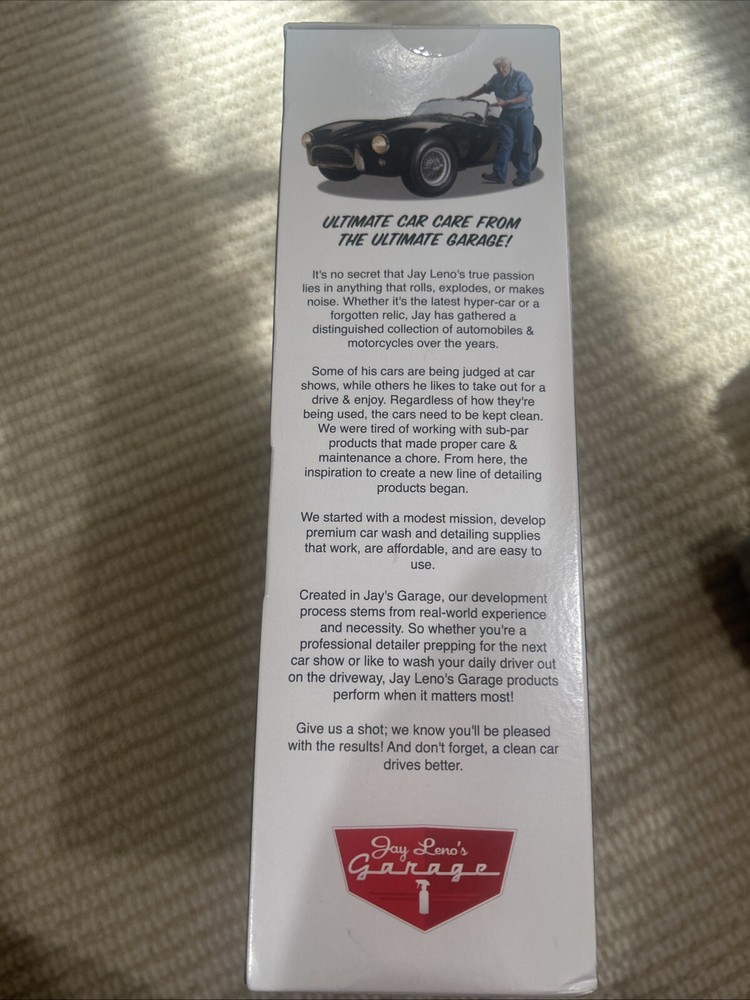 ULTIMATE CAR CARE FROM
THE ULTIMATE GARAGE!
It's no secret that Jay Leno's true passion
lies in anything that rolls, explodes, or makes
noise. Whether it's the latest hyper-car or a
forgotten relic, Jay has gathered a
distinguished collection of automobiles &
motorcycles over the years.
Some of his cars are being judged at car
shows, while others he likes to take out for a
drive & enjoy. Regardless of how they're
being used, the cars need to be kept clean.
We were tired of working with sub-par
products that made proper care &
maintenance a chore. From here, the
inspiration to create a new line of detailing
products began.
We started with a modest mission, develop
premium car wash and detailing supplies
that work, are affordable, and are easy to
use.
Created in Jay's Garage, our development
process stems from real-world experience
and necessity. So whether you're a
professional detailer prepping for the next
car show or like to wash your daily driver out
on the driveway, Jay Leno's Garage products
perform when it matters most!
Give us a shot; we know you'll be pleased
with the results! And don't forget, a clean car
drives better.
Jay Leno's
Garage